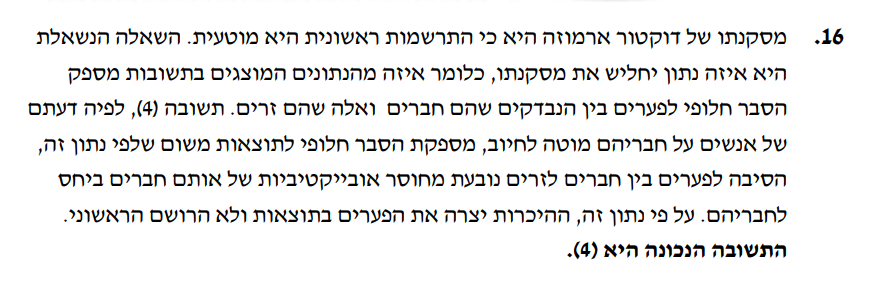 16. מסקנתו של דוקטור ארמוזה היא כי התרשמות ראשונית היא מוטעית. השאלה הנשאלת
היא איזה נתון יחליש את מסקנתו, כלומר איזה מהנתונים המוצגים בתשובות מספק
הסבר חלופי לפערים בין הנבדקים שהם חברים ואלה שהם זרים. תשובה (4), לפיה דעתם
של אנשים על חבריהם מוטה לחיוב, מספקת הסבר חלופי לתוצאות משום שלפי נתון זה,
הסיבה לפערים בין חברים לזרים נובעת מחוסר אובייקטיביות של אותם חברים ביחס
לחבריהם. על פי נתון זה, ההיכרות יצרה את הפערים בתוצאות ולא הרושם הראשוני.
התשובה הנכונה היא (4).